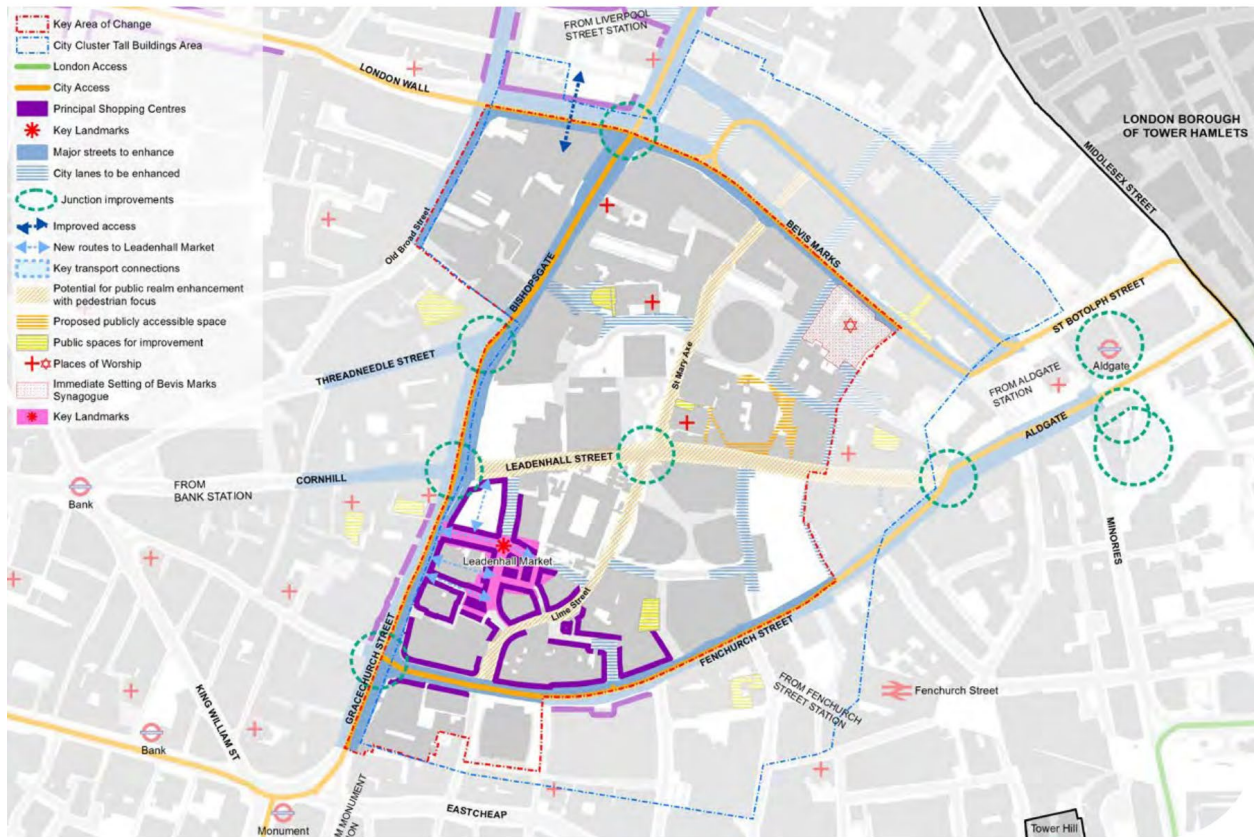 Key Area of Change
City Cluster Tall Buildings Area
London Access
City Access
Principal Shopping Centres
Key Landmarks
Major streets to enhance
City lanes to be enhanced
Junction improvements
Improved access
New routes to Leadenhall Market
Key transport connections
Potential for public realm enhancement
with pedestrian focus
Proposed publicly accessible space
Public spaces for improvement
Places of Worship
Immediate Setting of Bevis Marks
Synagogue
Key Landmarks
FROM LIVERPOOL
STREET STATION
LONDON WALL
LONDON BOROUGH
OF TOWER HAMLETS
MIDDLESEX STREET
Old Broad Street
BISHOPSGATE
BEVIS MARKS
ST BOTOLPH STREET
THREADNEEDLE STREET
St Mary Axe
FROM ALDGATE
STATION
Aldgate
ALDGATE
LEADENHALL STREET
CORNHILL
FROM
BANK STATION
Bank
MINORIES
Leadenhall Market
Lime Street
GRACECHURCH STREET
FENCHURCH STREET
FROM FENCHURCH
STREET STATION
Fenchurch Street
KING WILLIAM ST
Bank
Monument
M MONUMENT
ION
EASTCHEAP
Tower Hill